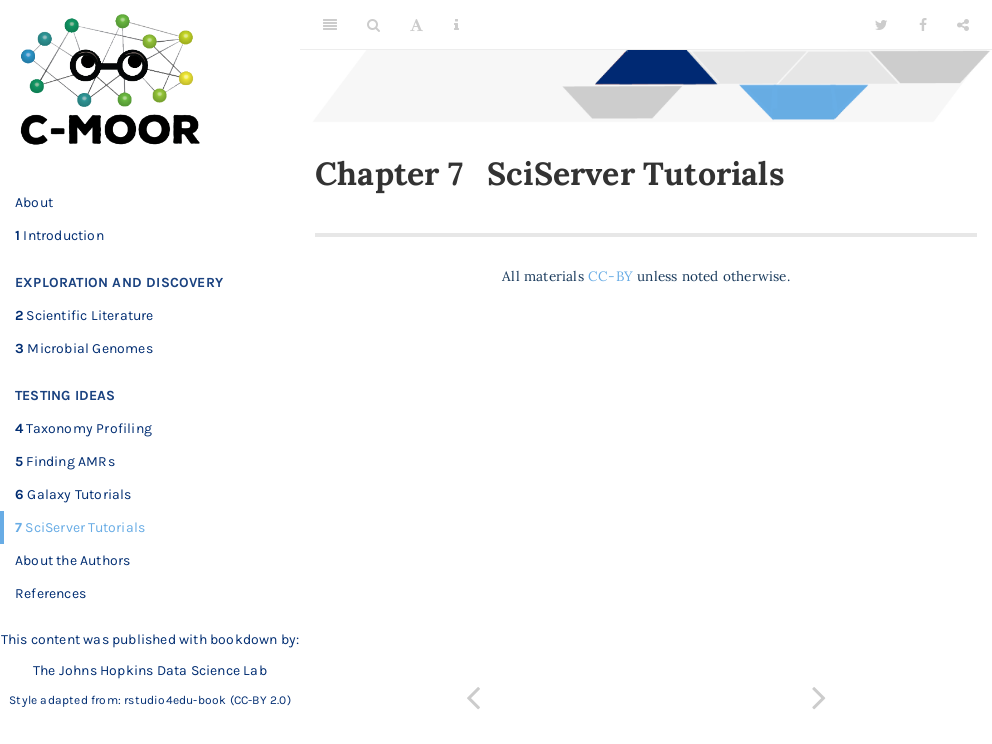 C-MOOR
About
1 Introduction
EXPLORATION AND DISCOVERY
2 Scientific Literature
3 Microbial Genomes
TESTING IDEAS
4 Taxonomy Profiling
5 Finding AMRs
6 Galaxy Tutorials
7 SciServer Tutorials
About the Authors
References
This content was published with bookdown by:
The Johns Hopkins Data Science Lab
Style adapted from: rstudio4edu-book (CC-BY 2.0)
Chapter 7 SciServer Tutorials
All materials CC-BY unless noted otherwise.